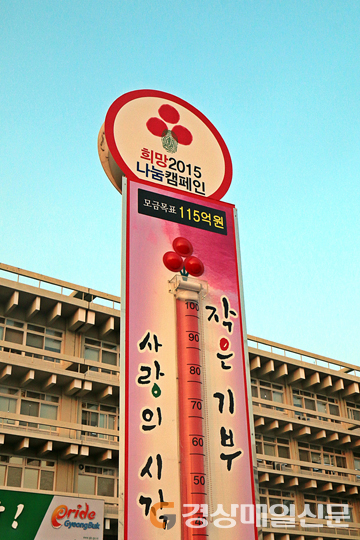 희망2015
나눔캠페인
모금목표 115억원
100
90
80
70
60
50
작은 기부
사랑의 시작
!
Pride
GyeongBuk
경상매일신문